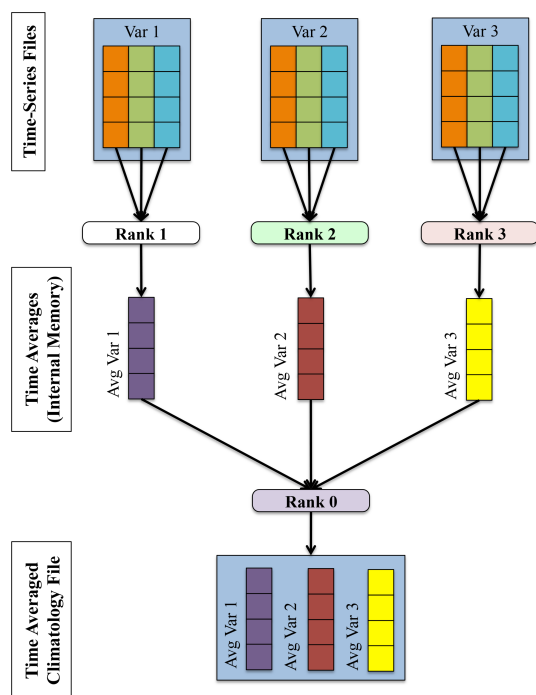 Time-Series Files
Var 1
Var 2
Var 3
Rank 1
Rank 2
Rank 3
Time Averages
(Internal Memory)
Avg Var 1
Avg Var 2
Avg Var 3
Rank 0
Time Averaged
Climatology File
Avg Var 1
Avg Var 2
Avg Var 3